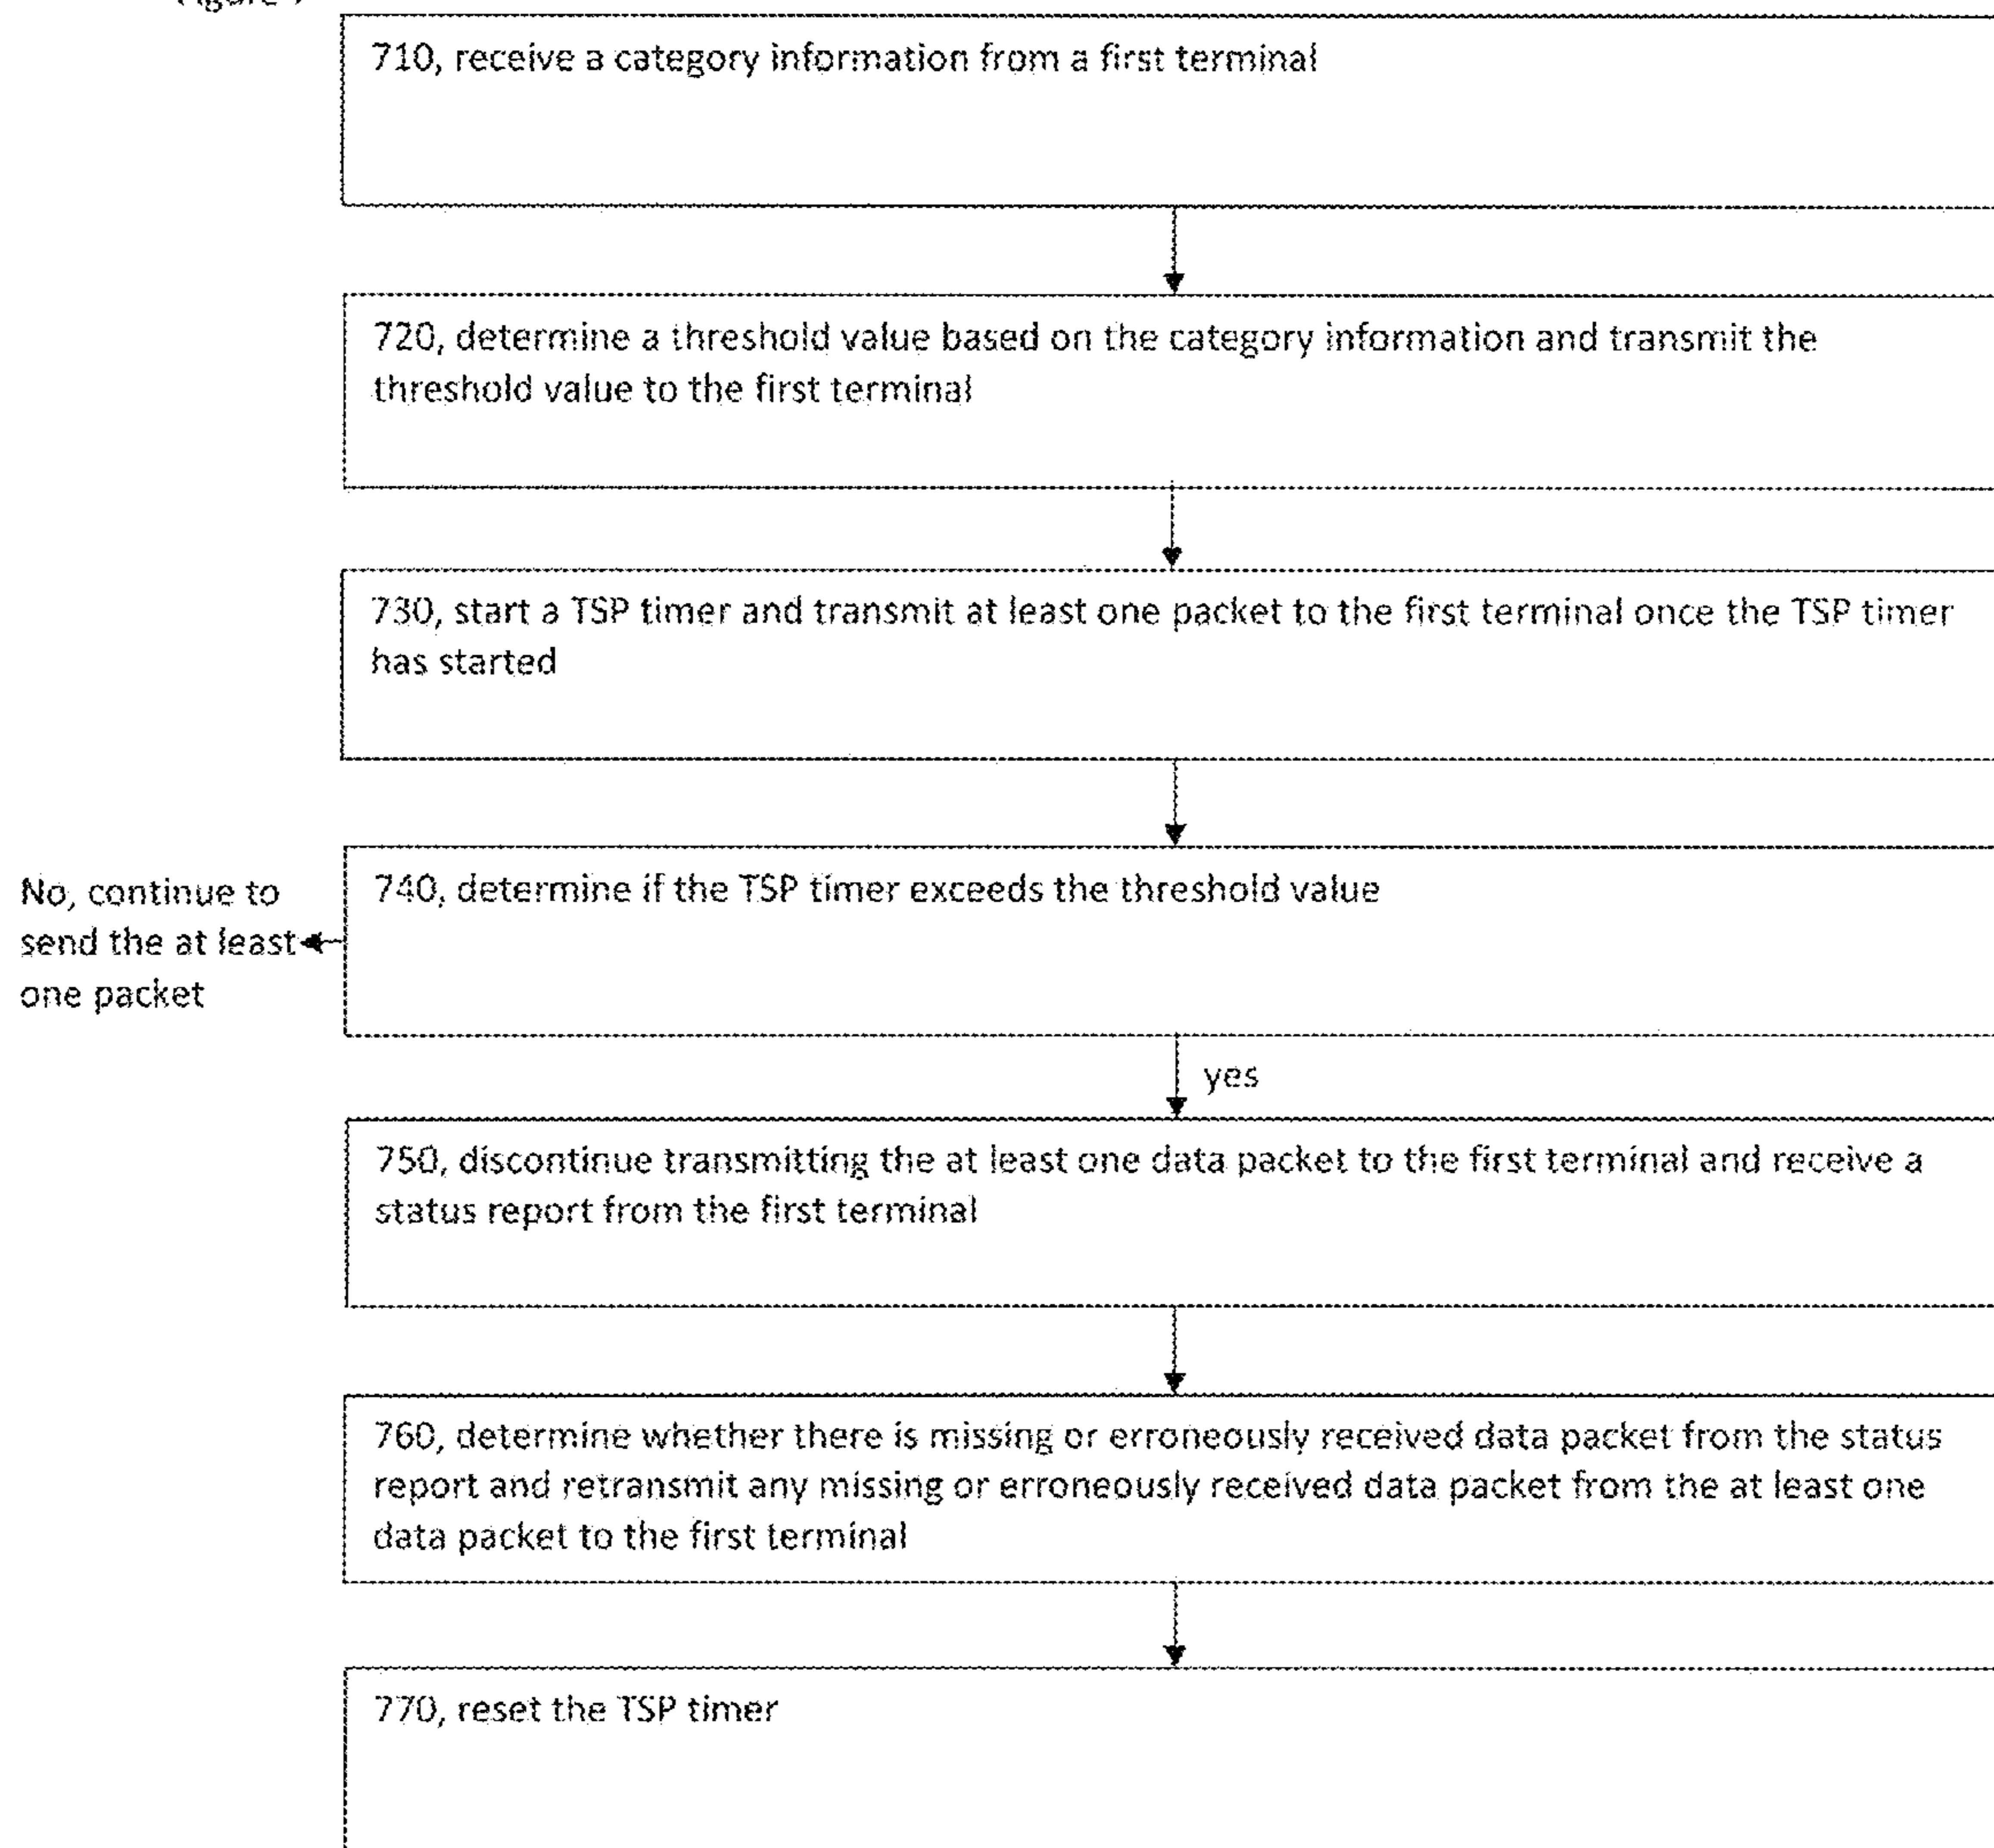 710, receive a category information from a first terminal
720, determine a threshold value based on the category information and transmit the
threshold value to the first terminal
730, start a TSP timer and transmit at least one packet to the first terminal once the TSP timer
has started
740, determine if the TSP timer exceeds the threshold value
No, continue to
send the at least
one packet
yes
750, discontinue transmitting the at least one data packet to the first terminal and receive a
status report from the first terminal
760, determine whether there is missing or erroneously received data packet from the status
report and retransmit any missing or erroneously received data packet from the at least one
data packet to the first terminal
770, reset the TSP timer